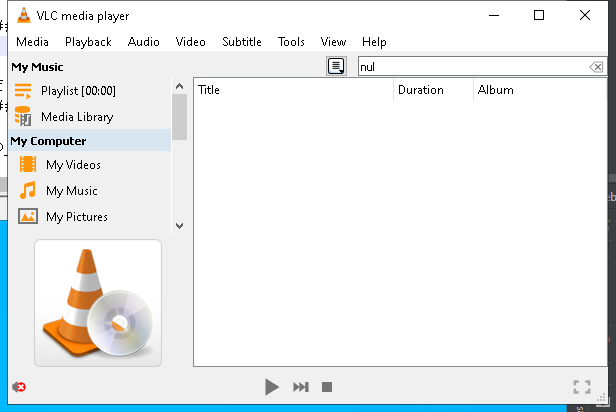 VLC media player
Media Playback Audio Video Subtitle Tools View Help
My Music
nul
Playlist [00:00]
Title Duration Album
Media Library
My Computer
My Videos
My Music
My Pictures